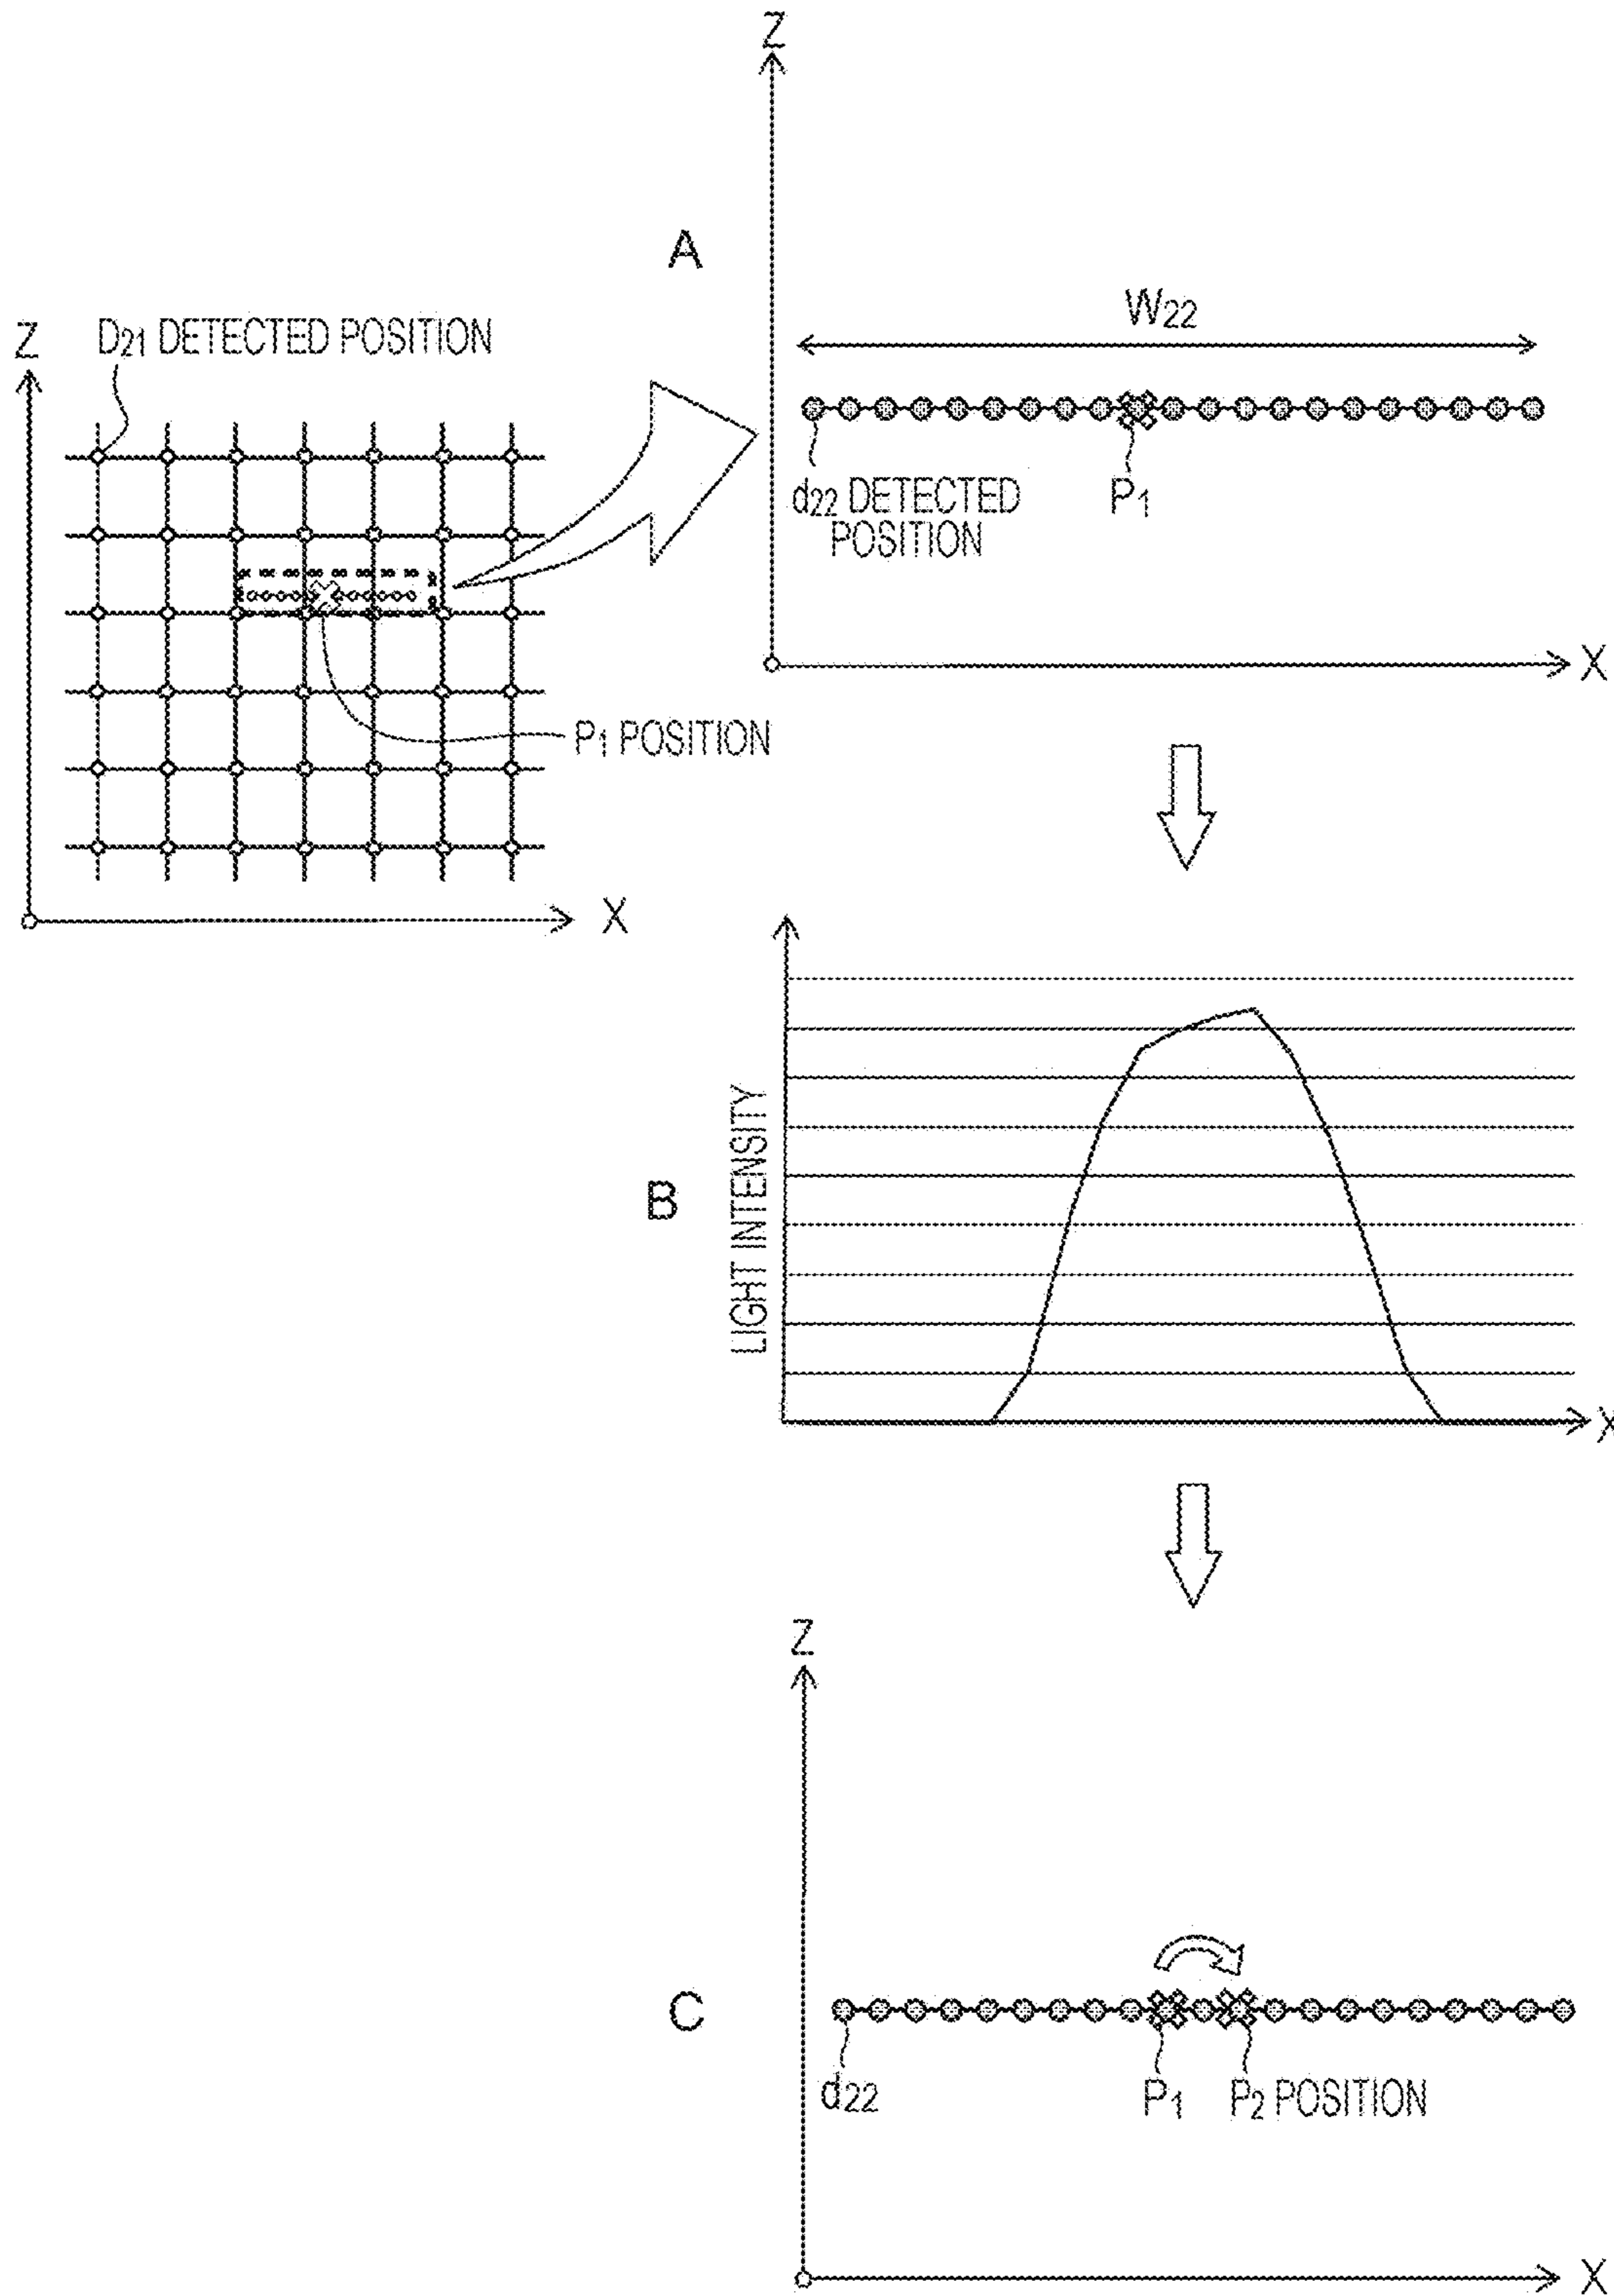 Z
A
W22
Z
D21 DETECTED POSITION
d22 DETECTED
POSITION
P1
X
P1 POSITION
X
LIGHT INTENSITY
B
X
Z
C
d22
P1
P2 POSITION
X